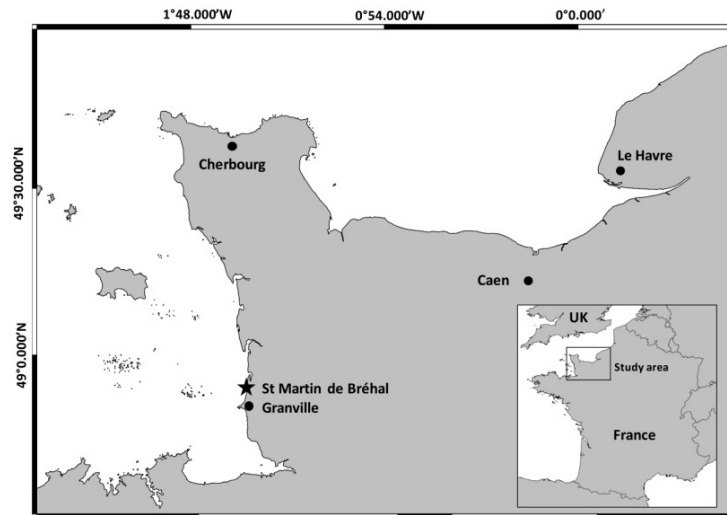 1°48.000'W
0°54.000'W
0°0.000'
49°30.000'N
49°0.000'N
Cherbourg
Le Havre
Caen
St Martin de Bréhal
Granville
UK
Study area
France